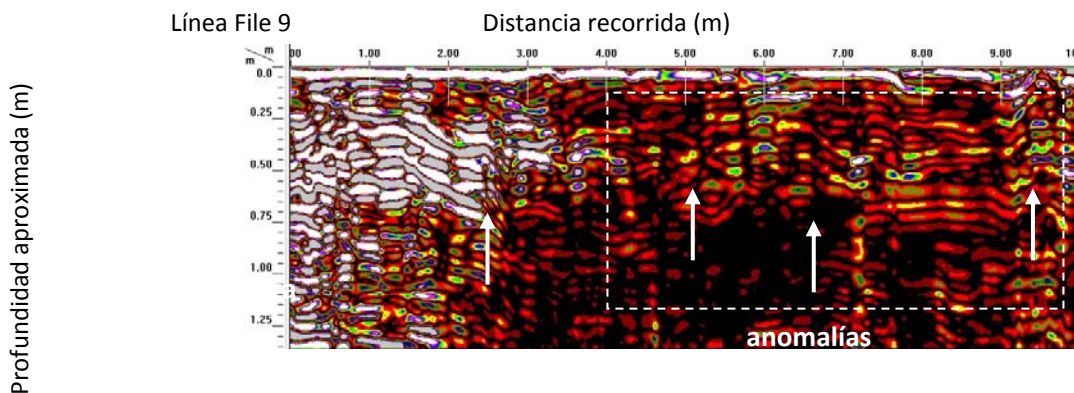 Línea File 9 Distancia recorrida (m)
Profundidad aproximada (m)
m
m
00 1.00 2.00 3.00 4.00 5.00 6.00 7.00 8.00 9.00 10
0.0
0.25
0.50
0.75
1.00
1.25
anomalías